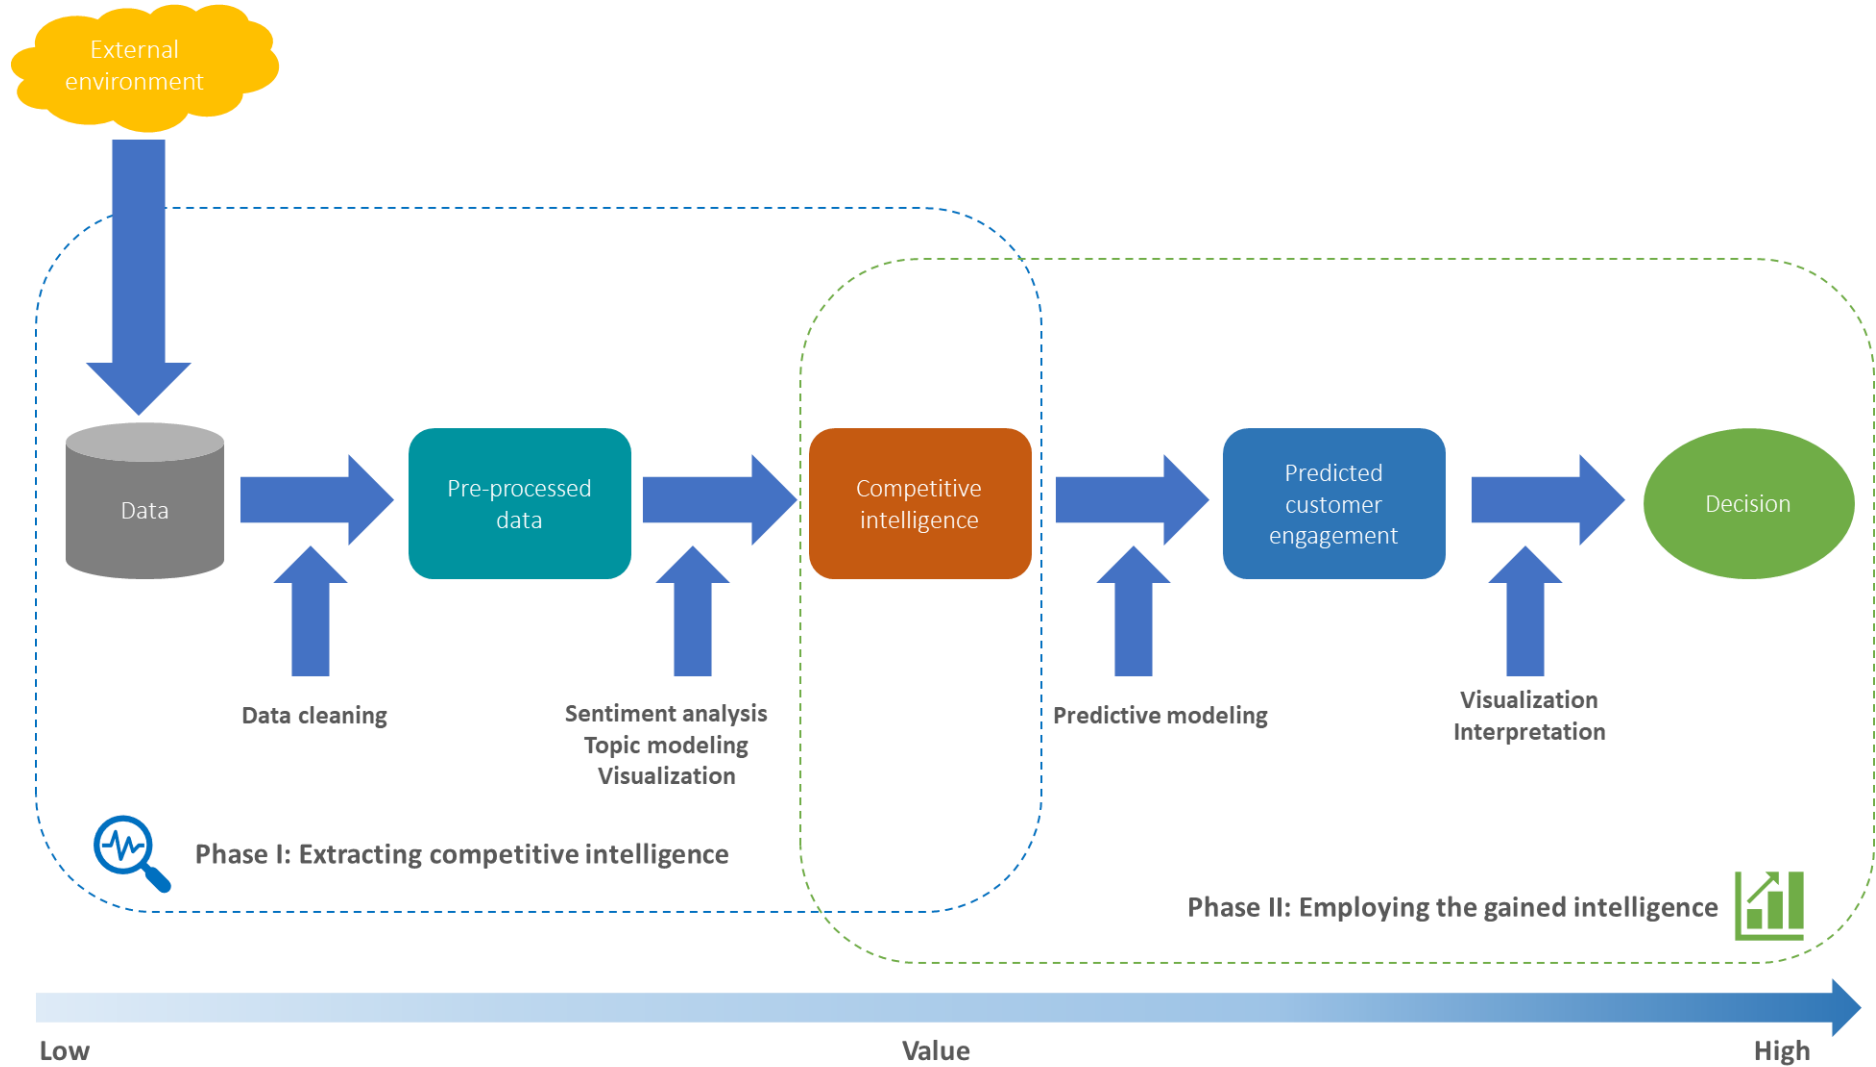 External
environment
Data
Pre-processed
data
Competitive
intelligence
Predicted
customer
engagement
Decision
Data cleaning
Sentiment analysis
Topic modeling
Visualization
Predictive modeling
Visualization
Interpretation
Phase I: Extracting competitive intelligence
Phase II: Employing the gained intelligence
Low
Value
High